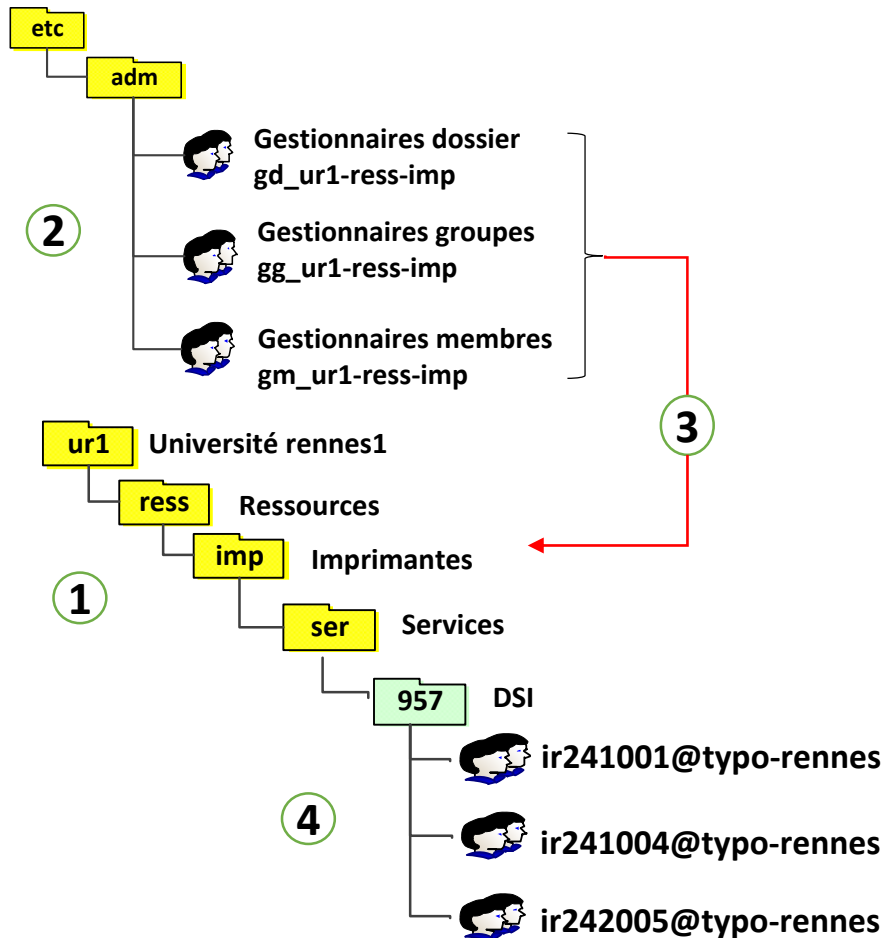 etc
adm
Gestionnaires dossier
gd_ur1-ress-imp
2
Gestionnaires groupes
gg_ur1-ress-imp
Gestionnaires membres
gm_ur1-ress-imp
3
ur1 Université rennes1
ress Ressources
imp Imprimantes
1
ser Services
957 DSI
ir241001@typo-rennes
4
ir241004@typo-rennes
ir242005@typo-rennes